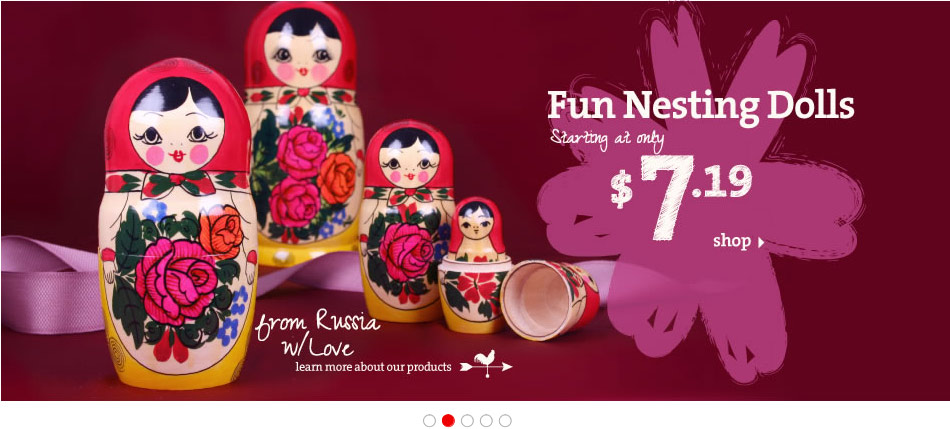 Fun Nesting Dolls
Starting at only
$7.19
shop
from Russia
w/Love
learn more about our products